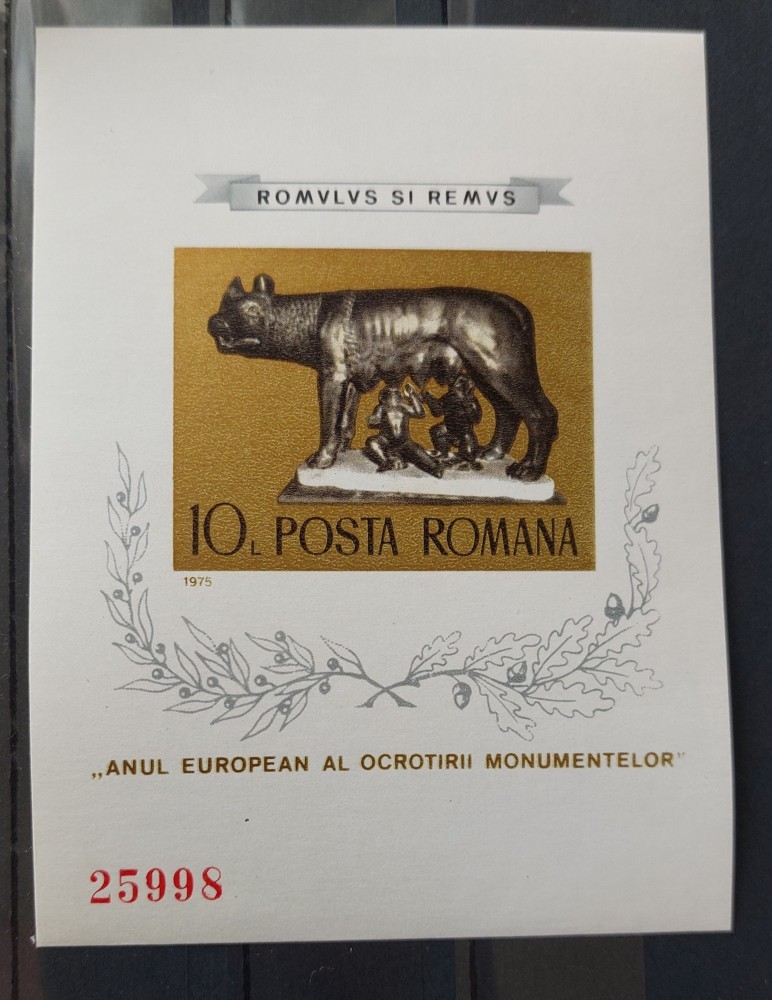 ROMVLVS SI REMVS
10L POSTA ROMANA
1975
„ANUL EUROPEAN AL OCROTIRII MONUMENTELOR”
25998